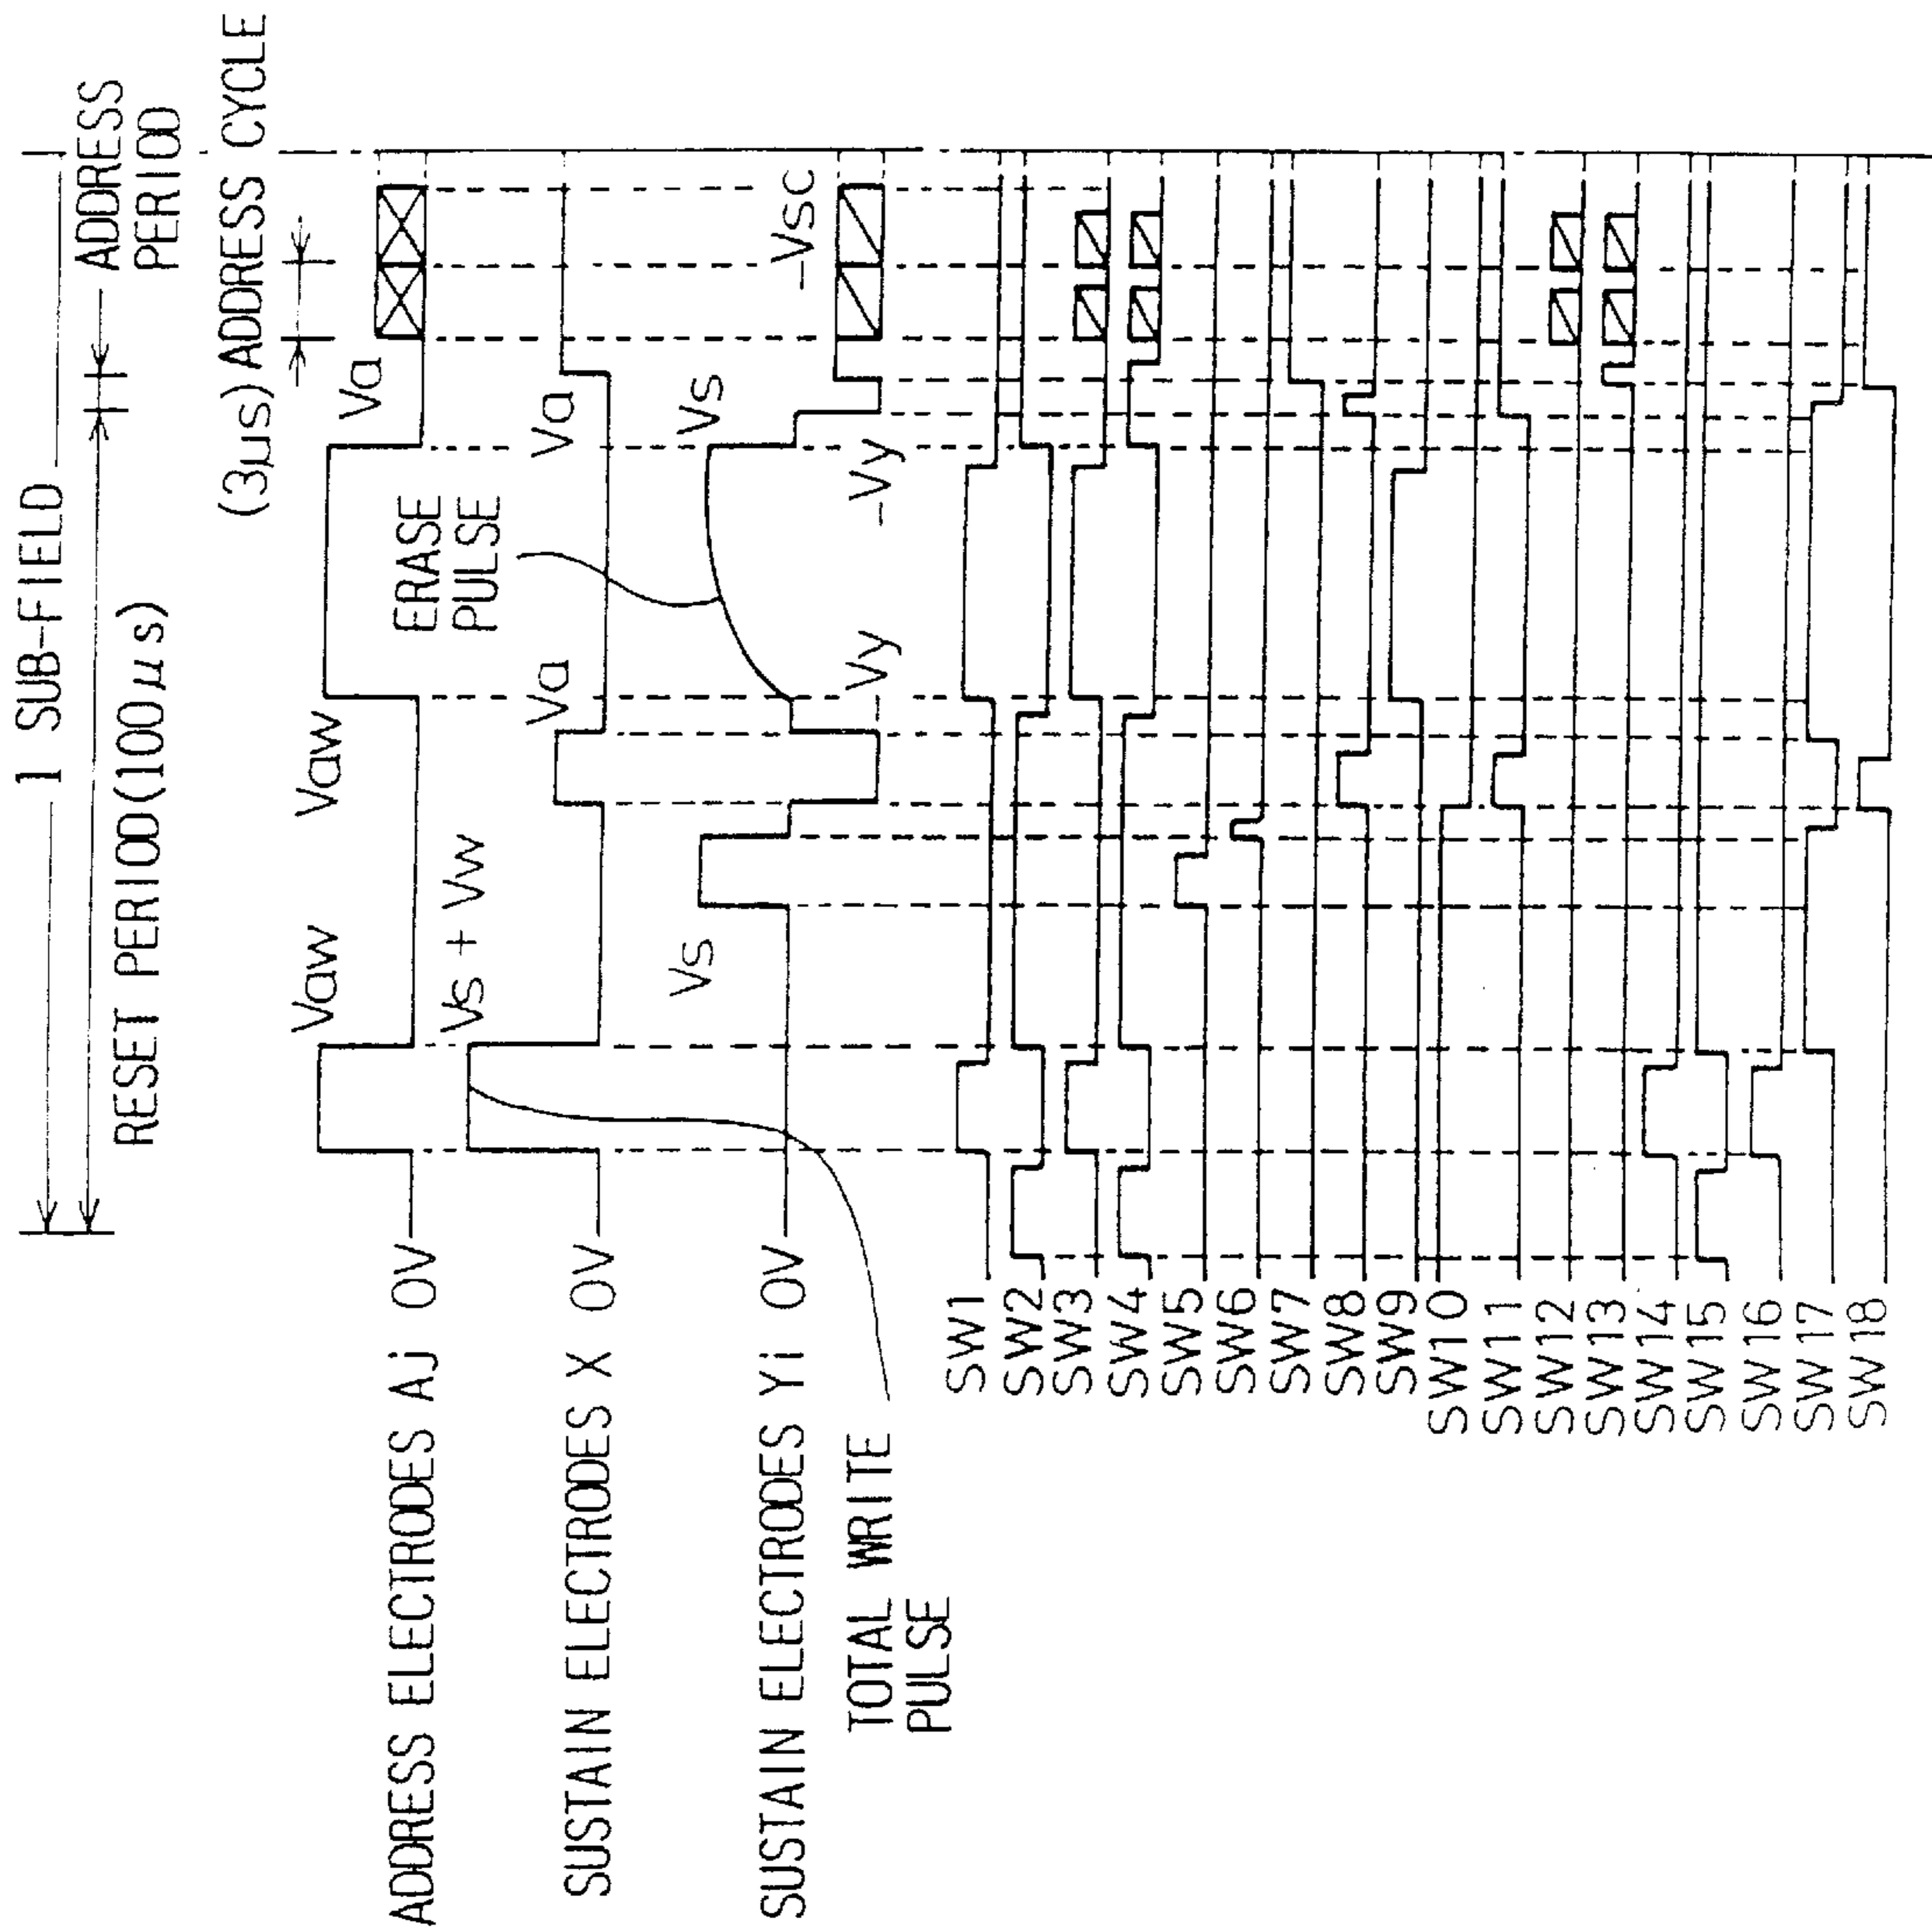 1 SUB-FIELD
RESET PERIOD(100μs)
ADDRESS
PERIOD
(3μs) ADDRESS CYCLE
ADDRESS ELECTRODES Aj 0V
Vaw
Vaw
Va
SUSTAIN ELECTRODES X 0V
Vs + Vw
Va
Va
ERASE
PULSE
SUSTAIN ELECTRODES Yi 0V
Vs
-Vy
Vs
-Vy
-Vsc
TOTAL WRITE
PULSE
SW1
SW2
SW3
SW4
SW5
SW6
SW7
SW8
SW9
SW10
SW11
SW12
SW13
SW14
SW15
SW16
SW17
SW18